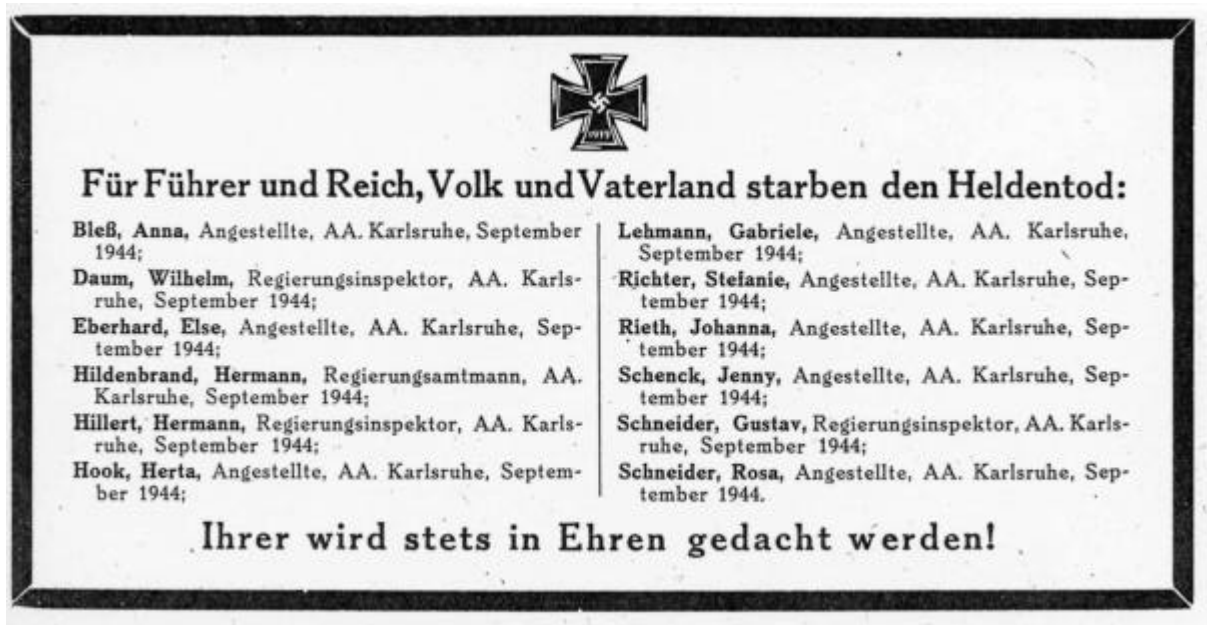 Für Führer und Reich, Volk und Vaterland starben den Heldentod:
Bleß, Anna, Angestellte, AA. Karlsruhe, September
1944;
Daum, Wilhelm, Regierungsinspektor, AA. Karls-
ruhe, September 1944;
Eberhard, Else, Angestellte, AA. Karlsruhe, Sep-
tember 1944;
Hildenbrand, Hermann, Regierungsamtmann, AA.
Karlsruhe, September 1944;
Hillert, Hermann, Regierungsinspektor, AA. Karls-
ruhe, September 1944;
Hook, Herta, Angestellte, AA. Karlsruhe, Septem-
ber 1944;
Lehmann, Gabriele, Angestellte, AA. Karlsruhe,
September 1944;
Richter, Stefanie, Angestellte, AA. Karlsruhe, Sep-
tember 1944;
Rieth, Johanna, Angestellte, AA. Karlsruhe, Sep-
tember 1944;
Schenck, Jenny, Angestellte, AA. Karlsruhe, Sep-
tember 1944;
Schneider, Gustav, Regierungsinspektor, AA. Karls-
ruhe, September 1944;
Schneider, Rosa, Angestellte, AA. Karlsruhe, Sep-
tember 1944.
Ihrer wird stets in Ehren gedacht werden!